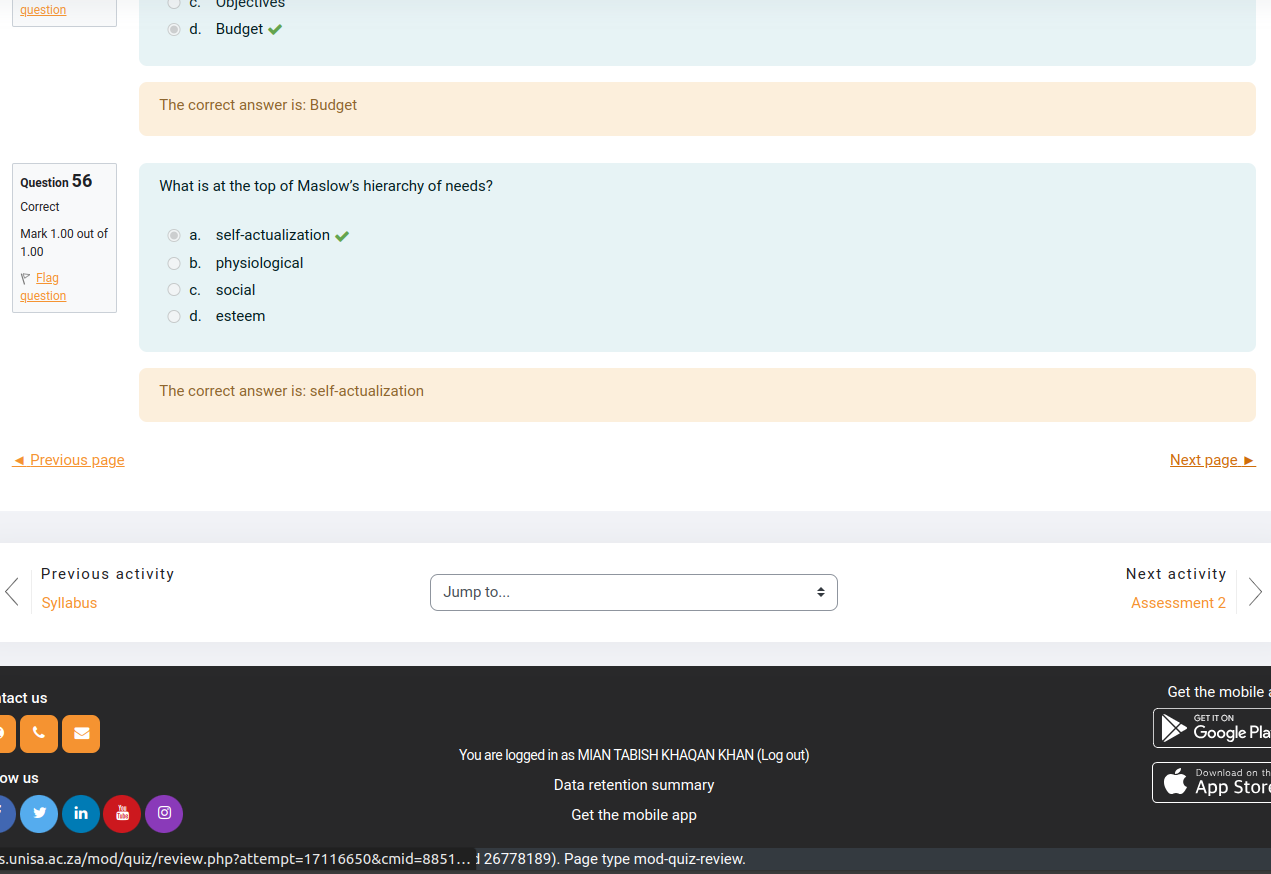 question
c. Objectives
d. Budget
The correct answer is: Budget
Question 56
Correct
Mark 1.00 out of
1.00
Flag
question
What is at the top of Maslow’s hierarchy of needs?
a. self-actualization
b. physiological
c. social
d. esteem
The correct answer is: self-actualization
◄ Previous page
Next page ►
Previous activity
Syllabus
Jump to...
Next activity
Assessment 2
tact us
ow us
You are logged in as MIAN TABISH KHAQAN KHAN (Log out)
Data retention summary
Get the mobile app
Get the mobile a
GET IT ON
Google Pla
Download on th
App Store
s.unisa.ac.za/mod/quiz/review.php?attempt=17116650&cmid=8851…
26778189). Page type mod-quiz-review.